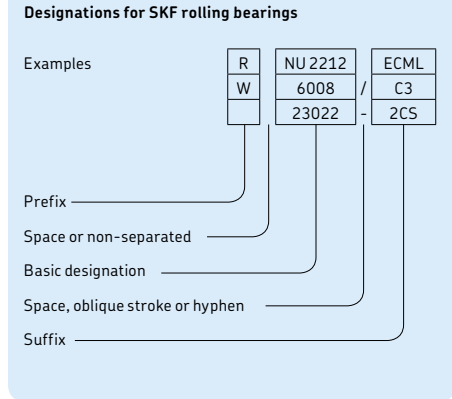 Designations for SKF rolling bearings
Examples R NU 2212 ECML
W 6008 / C3
23022 - 2CS
Prefix
Space or non-separated
Basic designation
Space, oblique stroke or hyphen
Suffix